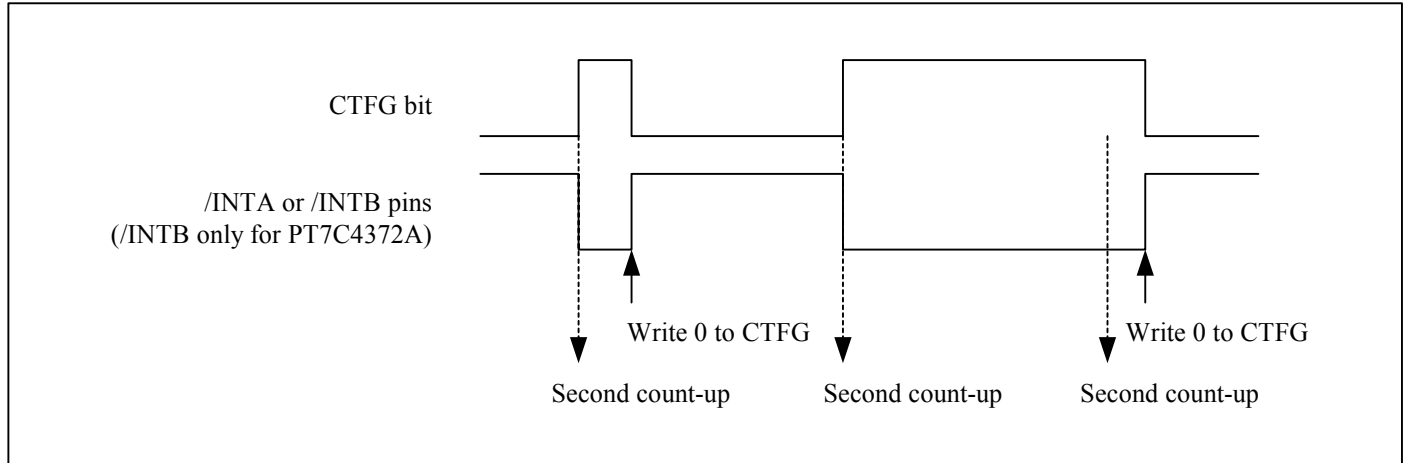 CTFG bit
/INTA or /INTB pins
(/INTB only for PT7C4372A)
Write 0 to CTFG
Write 0 to CTFG
Second count-up
Second count-up
Second count-up